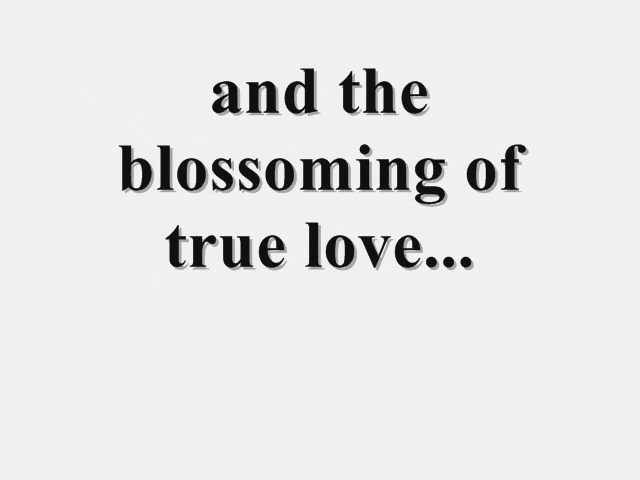 and the
blossoming of
true love...